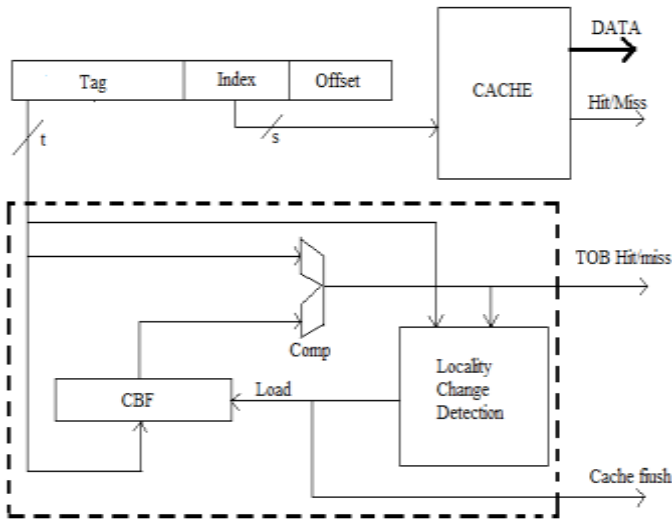 DATA
Tag Index Offset
CACHE
Hit/Miss
t
s
TOB Hit/miss
Comp
Locality
Change
Detection
Load
CBF
Cache flush